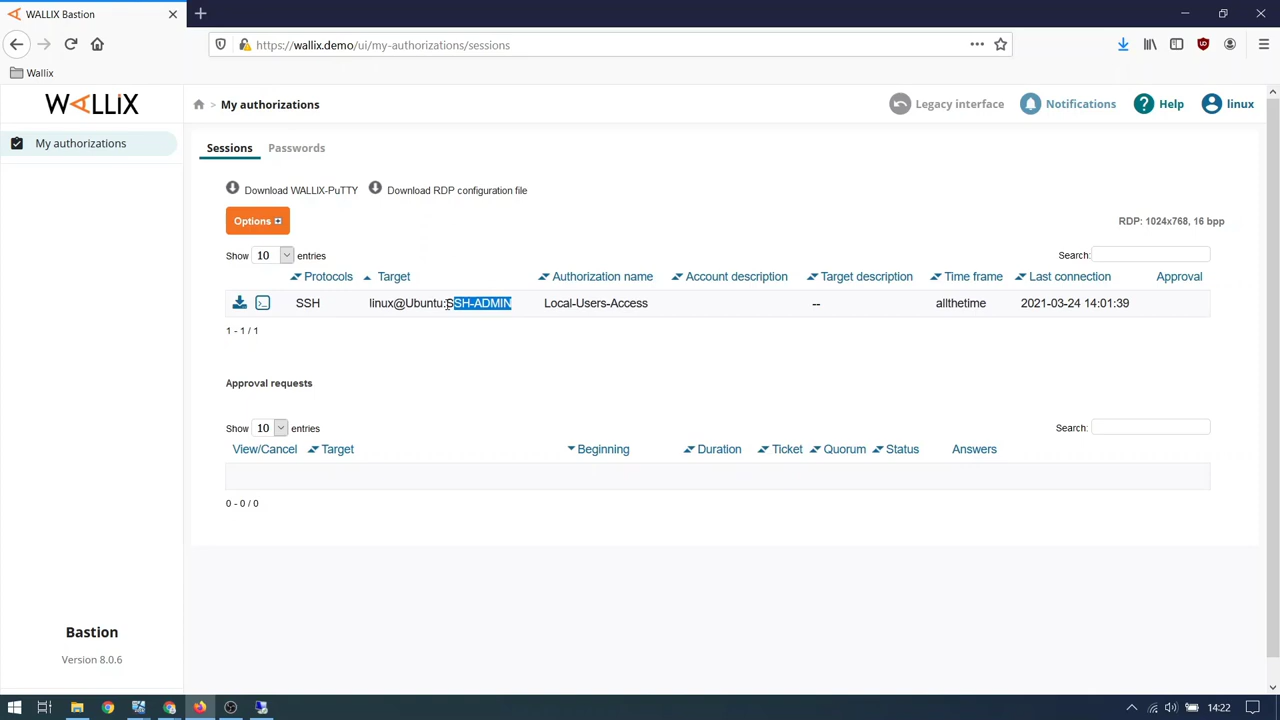 WALLIX Bastion
https://wallix.demo/ui/my-authorizations/sessions
Wallix
WALLIX
> My authorizations
Legacy interface
Notifications
Help
linux
My authorizations
Sessions
Passwords
Download WALLIX-PuTTY
Download RDP configuration file
Options
RDP: 1024x768, 16 bpp
Show 10 entries
Search:
Protocols Target Authorization name Account description Target description Time frame Last connection Approval
SSH linux@Ubuntu:SSH-ADMIN Local-Users-Access -- allthetime 2021-03-24 14:01:39
1 - 1 / 1
Approval requests
Show 10 entries
Search:
View/Cancel Target Beginning Duration Ticket Quorum Status Answers
0 - 0 / 0
Bastion
Version 8.0.6
14:22